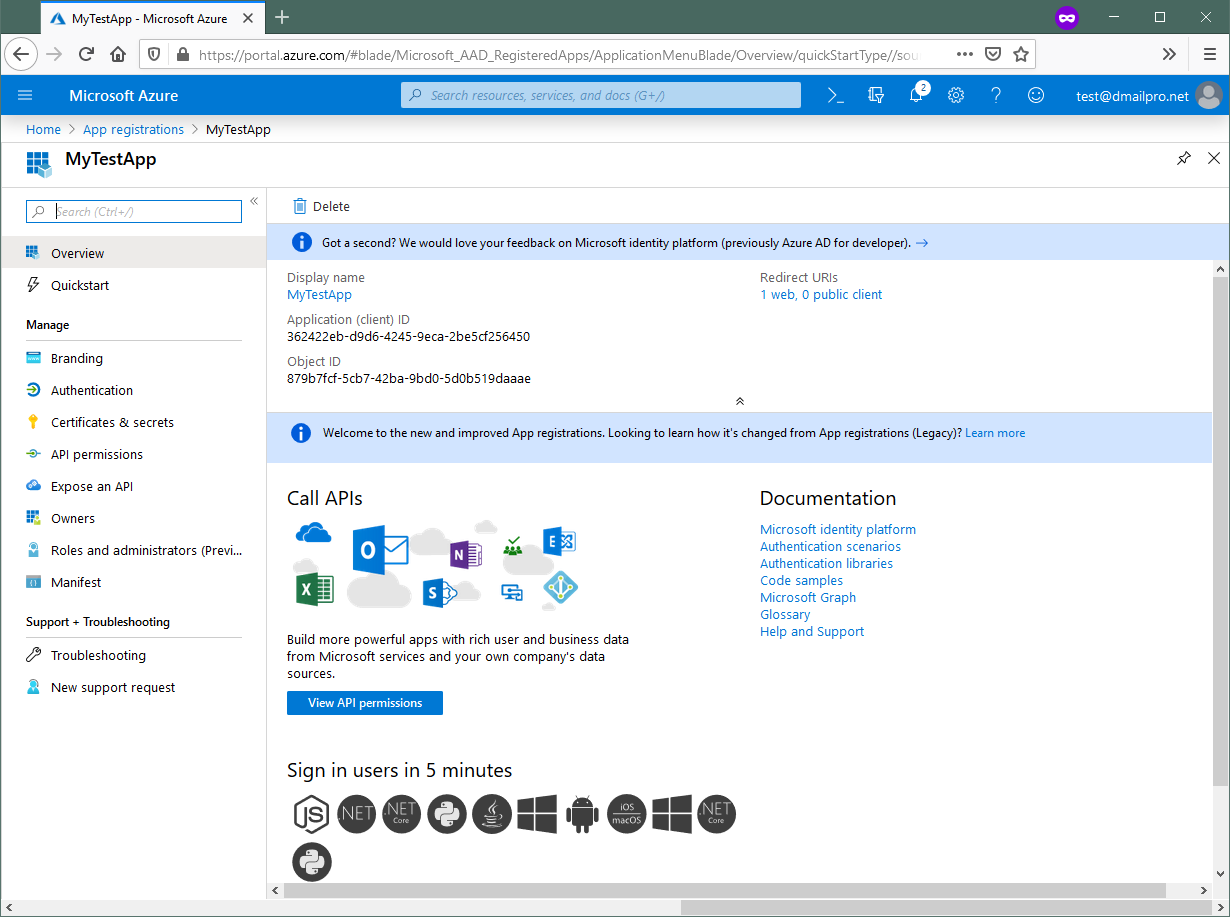 MyTestApp - Microsoft Azure
https://portal.azure.com/#blade/Microsoft_AAD_RegisteredApps/ApplicationMenuBlade/Overview/quickStartType//sou
Microsoft Azure
Search resources, services, and docs (G+/)
2
test@dmailpro.net
Home > App registrations > MyTestApp
MyTestApp
Search (Ctrl+/)
«
Overview
Quickstart
Manage
Branding
Authentication
Certificates & secrets
API permissions
Expose an API
Owners
Roles and administrators (Previ...
Manifest
Support + Troubleshooting
Troubleshooting
New support request
Delete
Got a second? We would love your feedback on Microsoft identity platform (previously Azure AD for developer). →
Display name
MyTestApp
Application (client) ID
362422eb-d9d6-4245-9eca-2be5cf256450
Object ID
879b7fcf-5cb7-42ba-9bd0-5d0b519daaae
Redirect URIs
1 web, 0 public client
Welcome to the new and improved App registrations. Looking to learn how it's changed from App registrations (Legacy)? Learn more
Call APIs
Build more powerful apps with rich user and business data
from Microsoft services and your own company's data
sources.
View API permissions
Documentation
Microsoft identity platform
Authentication scenarios
Authentication libraries
Code samples
Microsoft Graph
Glossary
Help and Support
Sign in users in 5 minutes
JS
.NET
.NET
Core
iOS
macOS
.NET
Core